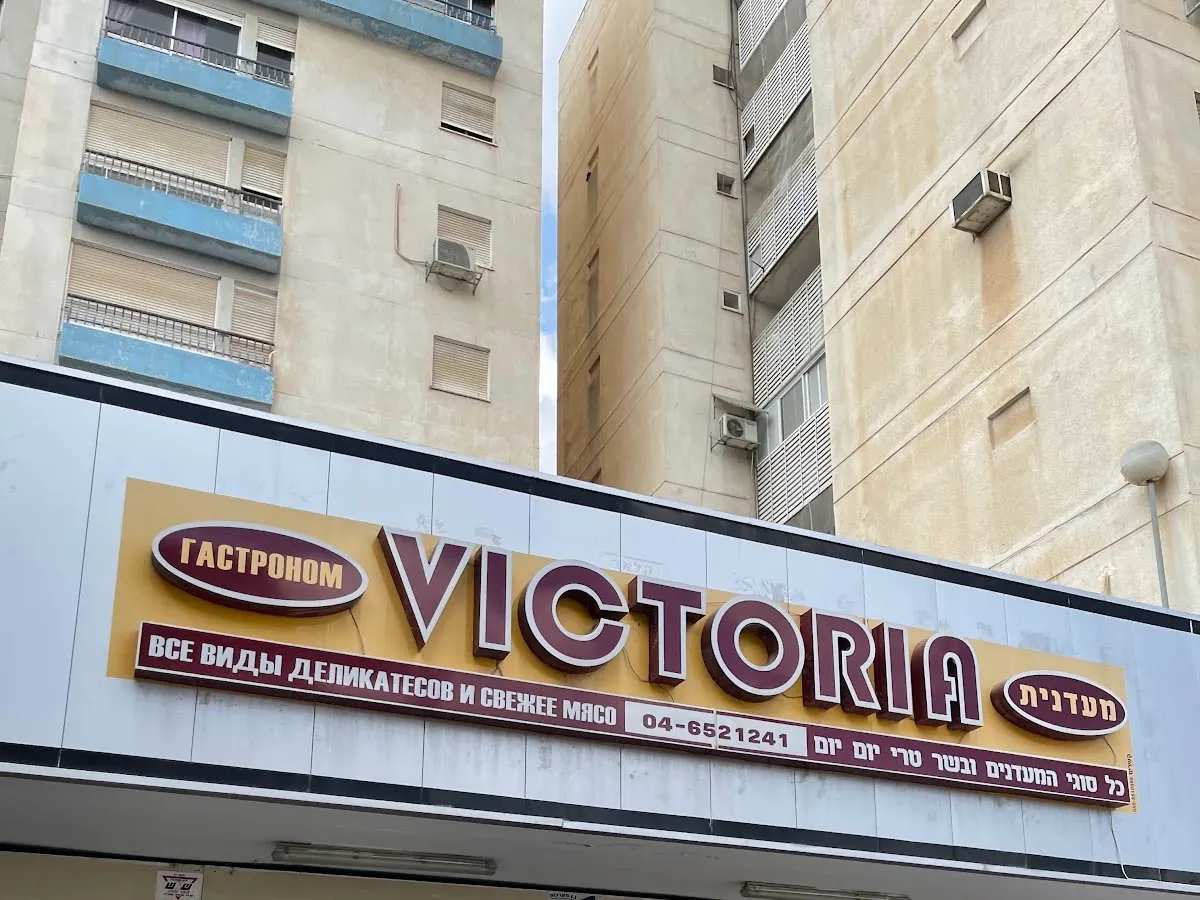 ГАСТРОНОМ
VICTORIA
מעדנית
ВСЕ ВИДЫ ДЕЛИКАТЕСОВ И СВЕЖЕЕ МЯСО
04-6521241
כל סוגי המעדנים ובשר טרי יום יום